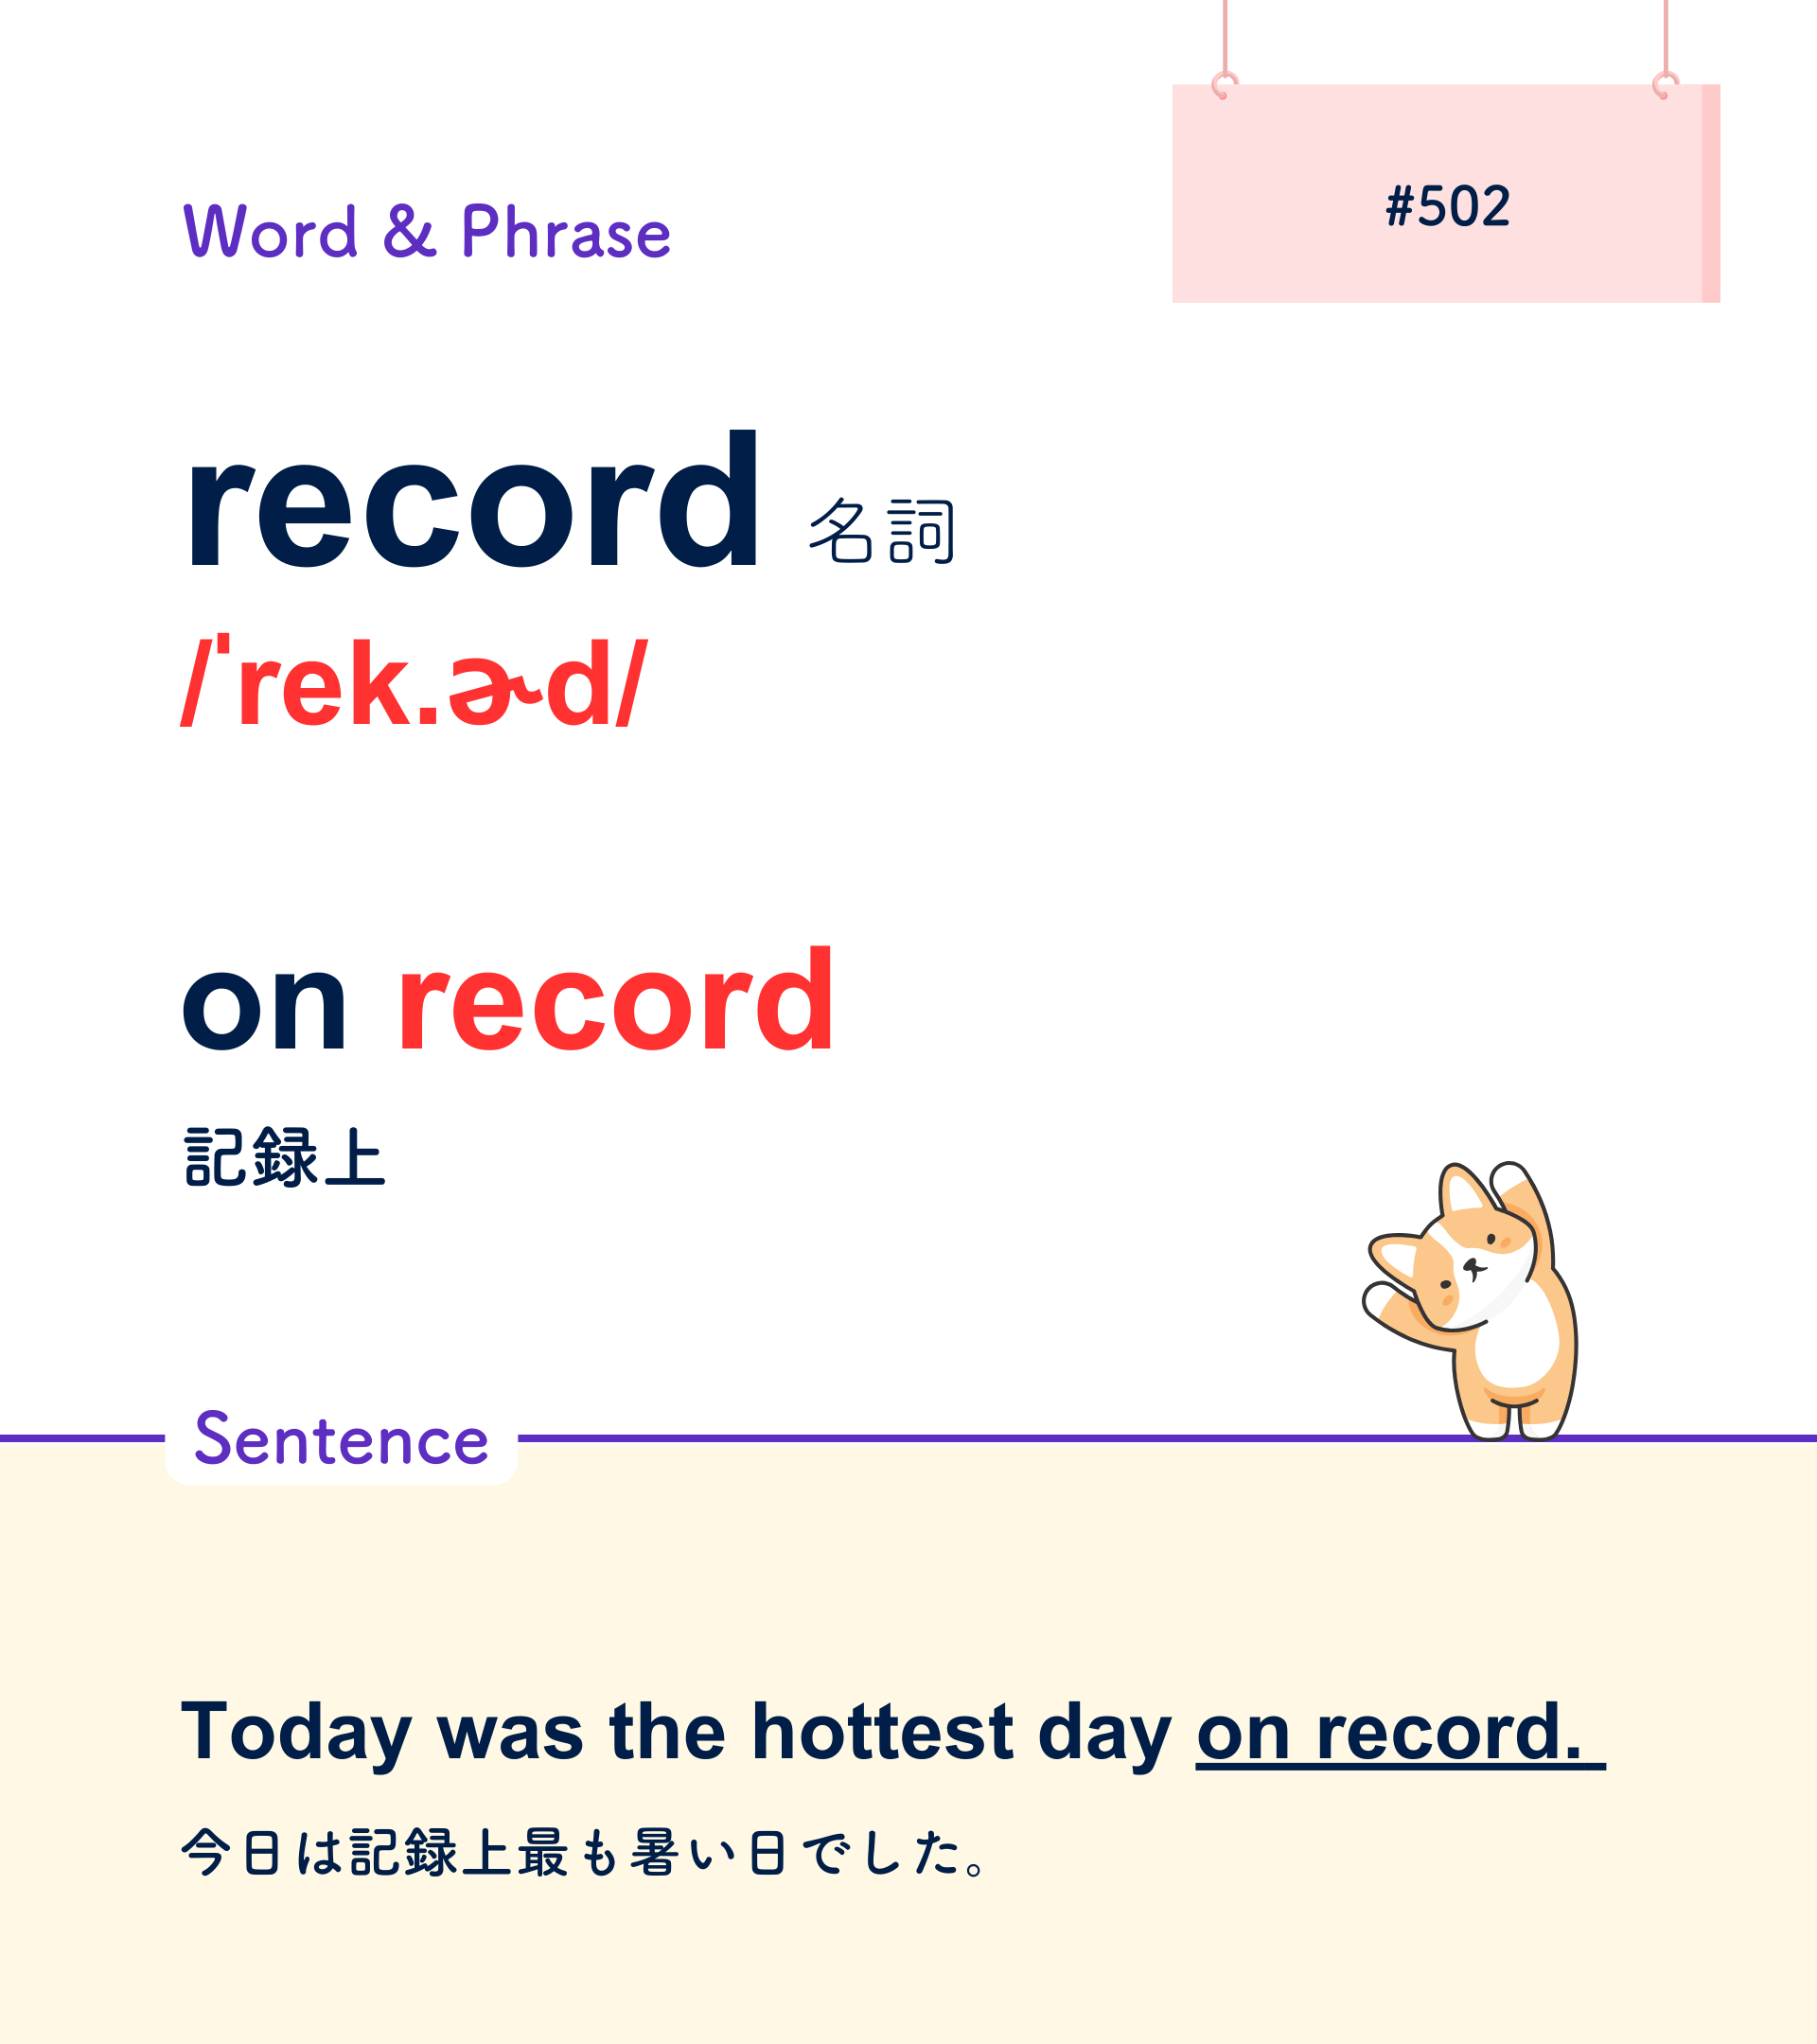 #502
Word & Phrase
record 名詞
/ˈrek.ɚd/
on record
記録上
Sentence
Today was the hottest day on record.
今日は記録上最も暑い日でした。